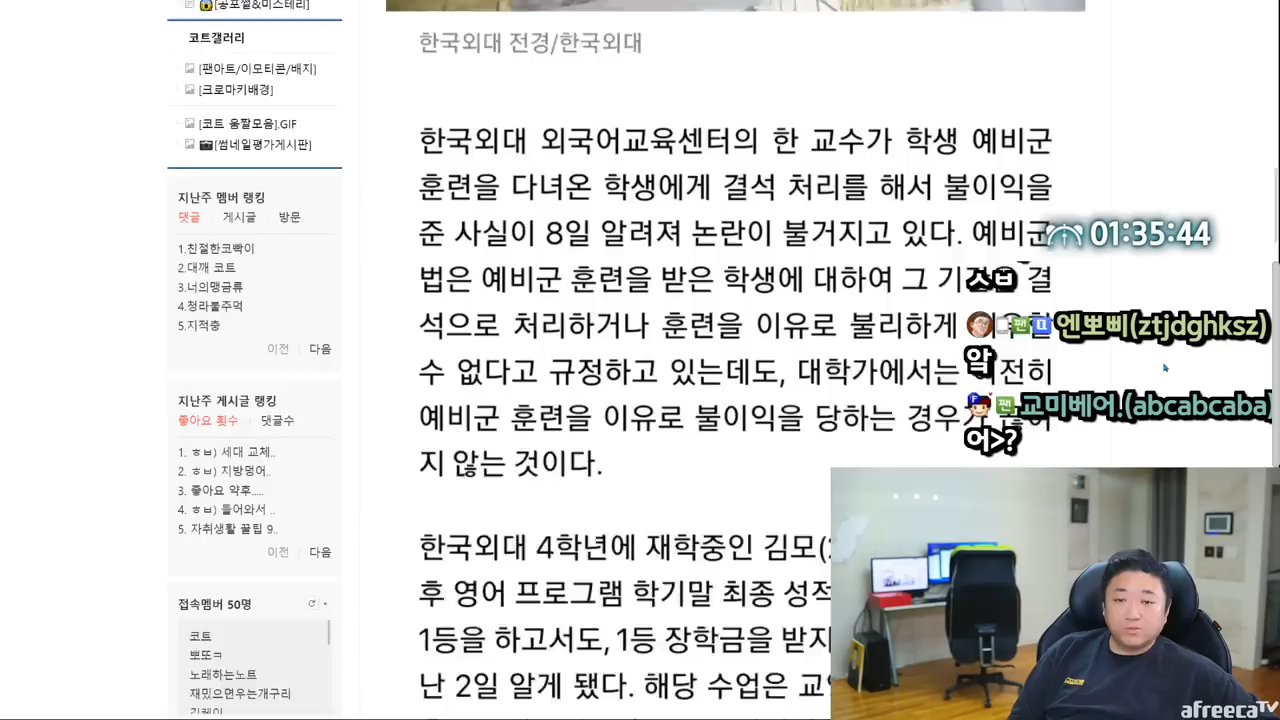 [공포썰&미스테리]
코트갤러리
[팬아트/이모티콘/배지]
[크로마키배경]
[코트 움짤모음].GIF
[썸네일평가게시판]
지난주 멤버 랭킹
댓글 게시글 방문
1.친절한코빡이
2.대깨 코트
3.너의맹금류
4.청라불주먹
5.지적충
이전 다음
지난주 게시글 랭킹
좋아요 횟수 댓글수
1. ㅎㅂ) 세대 교체..
2. ㅎㅂ) 지방덩어..
3. 좋아요 약후.....
4. ㅎㅂ) 들어와서 ..
5. 자취생활 꿀팁 9..
이전 다음
접속멤버 50명
코트
뽀또ㅋ
노래하는노트
재밌으면우는개구리
한국외대 전경/한국외대
한국외대 외국어교육센터의 한 교수가 학생 예비군
훈련을 다녀온 학생에게 결석 처리를 해서 불이익을
준 사실이 8일 알려져 논란이 불거지고 있다. 예비군
법은 예비군 훈련을 받은 학생에 대하여 그 결
석으로 처리하거나 훈련을 이유로 불리하게
수 없다고 규정하고 있는데도, 대학가에서는 여전히
예비군 훈련을 이유로 불이익을 당하는
지 않는 것이다.
한국외대 4학년에 재학중인 김모(
후 영어 프로그램 학기말 최종 성적
1등을 하고서도, 1등 장학금을 받지
난 2일 알게 됐다. 해당 수업은
01:35:44
스ㅂ
팬 엔뽀삐(ztjdghksz)
앜
팬 교미베어.(abcabcaba)
어>?
afreecaTV